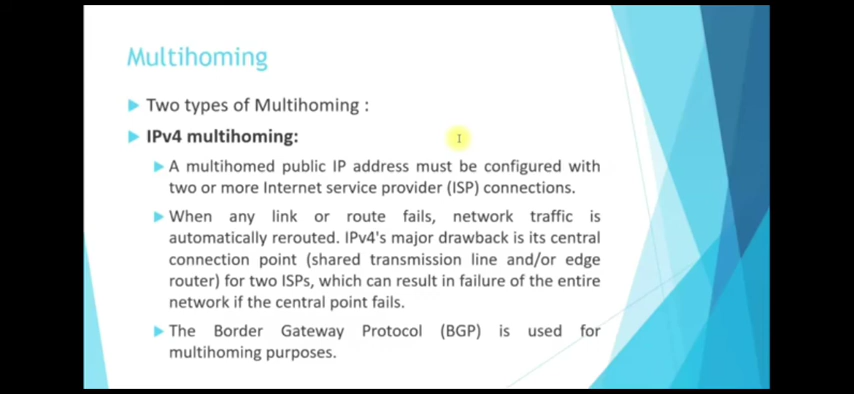 Multihoming
Two types of Multihoming :
IPv4 multihoming:
A multihomed public IP address must be configured with
two or more Internet service provider (ISP) connections.
When any link or route fails, network traffic is
automatically rerouted. IPv4's major drawback is its central
connection point (shared transmission line and/or edge
router) for two ISPs, which can result in failure of the entire
network if the central point fails.
The Border Gateway Protocol (BGP) is used for
multihoming purposes.